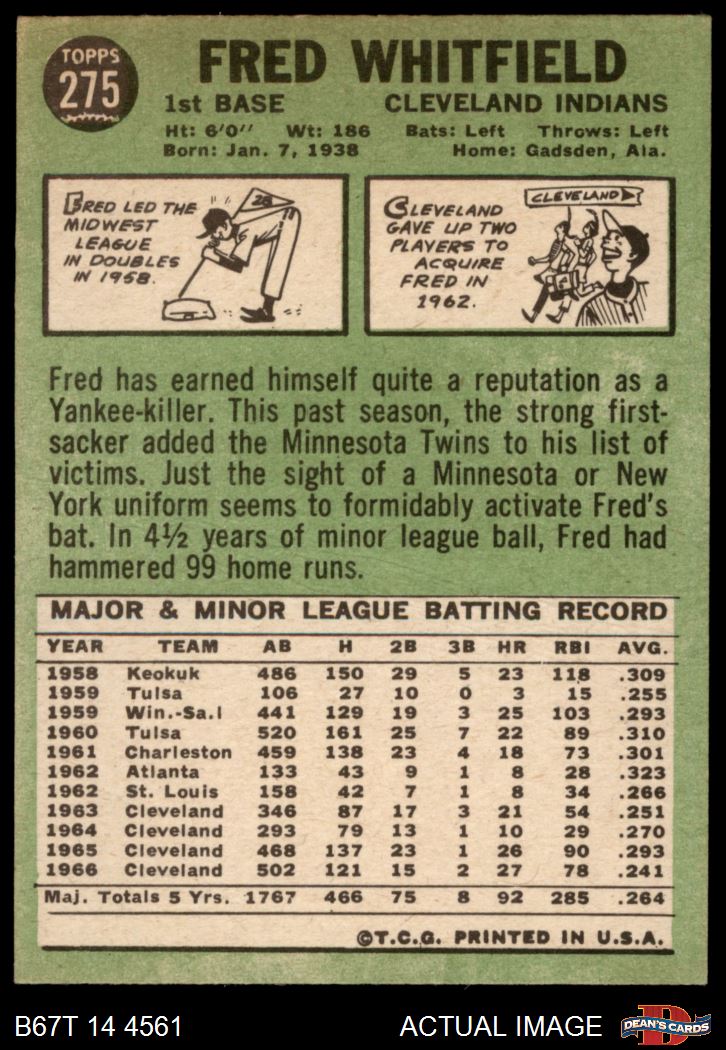 TOPPS
275
FRED WHITFIELD
1st BASE CLEVELAND INDIANS
Ht: 6'0'' Wt: 186 Bats: Left Throws: Left
Born: Jan. 7, 1938 Home: Gadsden, Ala.
FRED LED THE
MIDWEST
LEAGUE
IN DOUBLES
IN 1958.
28
CLEVELAND
GAVE UP TWO
PLAYERS TO
ACQUIRE
FRED IN
1962.
CLEVELAND
Fred has earned himself quite a reputation as a
Yankee-killer. This past season, the strong first-
sacker added the Minnesota Twins to his list of
victims. Just the sight of a Minnesota or New
York uniform seems to formidably activate Fred's
bat. In 4½ years of minor league ball, Fred had
hammered 99 home runs.
MAJOR & MINOR LEAGUE BATTING RECORD
YEAR TEAM AB H 2B 3B HR RBI AVG.
1958 Keokuk 486 150 29 5 23 118 .309
1959 Tulsa 106 27 10 0 3 15 .255
1959 Win.-Sa.l 441 129 19 3 25 103 .293
1960 Tulsa 520 161 25 7 22 89 .310
1961 Charleston 459 138 23 4 18 73 .301
1962 Atlanta 133 43 9 1 8 28 .323
1962 St. Louis 158 42 7 1 8 34 .266
1963 Cleveland 346 87 17 3 21 54 .251
1964 Cleveland 293 79 13 1 10 29 .270
1965 Cleveland 468 137 23 1 26 90 .293
1966 Cleveland 502 121 15 2 27 78 .241
Maj. Totals 5 Yrs. 1767 466 75 8 92 285 .264
©T.C.G. PRINTED IN U.S.A.
B67T 14 4561 ACTUAL IMAGE
D
DEAN'S CARDS